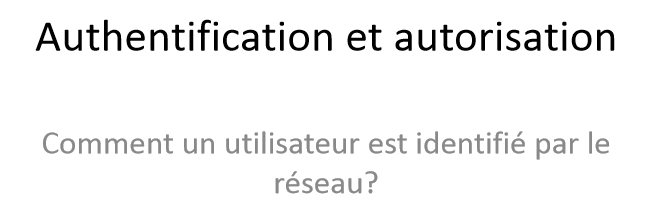 Authentification et autorisation
Comment un utilisateur est identifié par le
réseau?